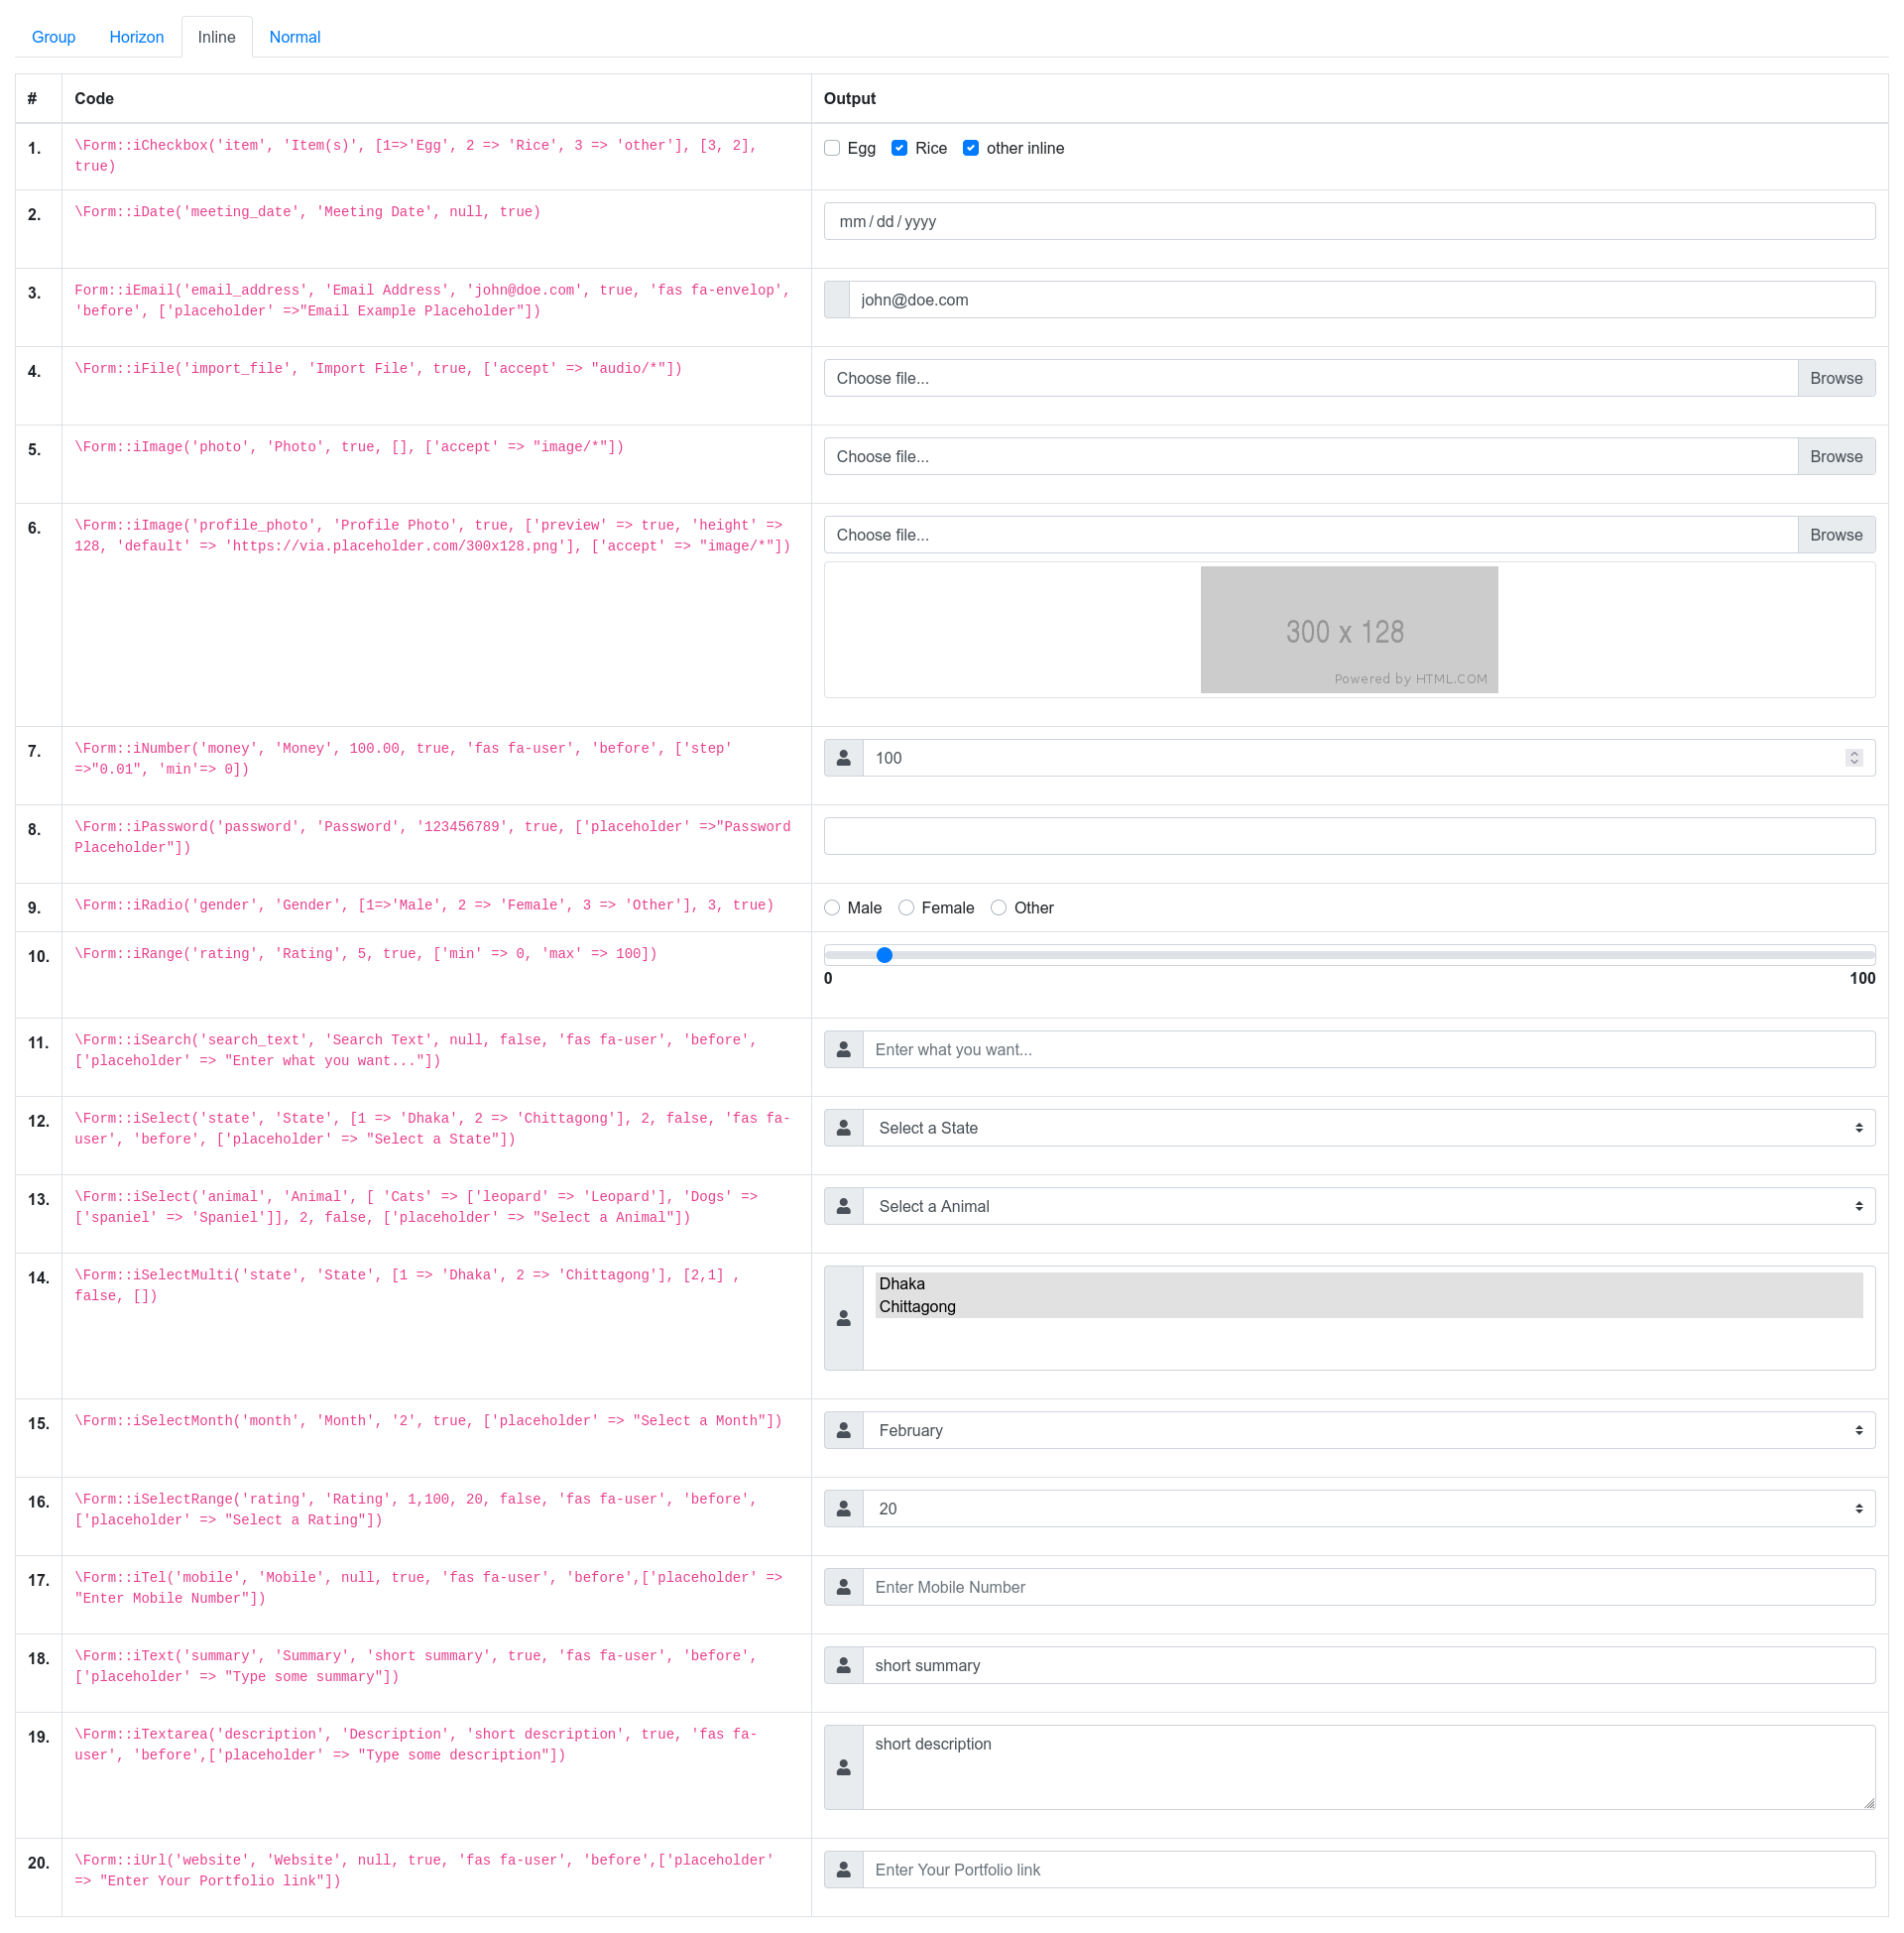 Group Horizon Inline Normal
# Code Output
1. \Form::iCheckbox('item', 'Item(s)', [1=>'Egg', 2 => 'Rice', 3 => 'other'], [3, 2],
true)
Egg Rice other inline
2. \Form::iDate('meeting_date', 'Meeting Date', null, true)
mm/dd/yyyy
3. Form::iEmail('email_address', 'Email Address', 'john@doe.com', true, 'fas fa-envelop',
'before', ['placeholder' =>"Email Example Placeholder"])
john@doe.com
4. \Form::iFile('import_file', 'Import File', true, ['accept' => "audio/*"])
Choose file... Browse
5. \Form::iImage('photo', 'Photo', true, [], ['accept' => "image/*"])
Choose file... Browse
6. \Form::iImage('profile_photo', 'Profile Photo', true, ['preview' => true, 'height' =>
128, 'default' => 'https://via.placeholder.com/300x128.png'], ['accept' => "image/*"])
Choose file... Browse
300 x 128
Powered by HTML.COM
7. \Form::iNumber('money', 'Money', 100.00, true, 'fas fa-user', 'before', ['step'
=>"0.01", 'min'=> 0])
100
8. \Form::iPassword('password', 'Password', '123456789', true, ['placeholder' =>"Password
Placeholder"])
9. \Form::iRadio('gender', 'Gender', [1=>'Male', 2 => 'Female', 3 => 'Other'], 3, true)
Male Female Other
10. \Form::iRange('rating', 'Rating', 5, true, ['min' => 0, 'max' => 100])
0 100
11. \Form::iSearch('search_text', 'Search Text', null, false, 'fas fa-user', 'before',
['placeholder' => "Enter what you want..."])
Enter what you want...
12. \Form::iSelect('state', 'State', [1 => 'Dhaka', 2 => 'Chittagong'], 2, false, 'fas fa-
user', 'before', ['placeholder' => "Select a State"])
Select a State
13. \Form::iSelect('animal', 'Animal', [ 'Cats' => ['leopard' => 'Leopard'], 'Dogs' =>
['spaniel' => 'Spaniel']], 2, false, ['placeholder' => "Select a Animal"])
Select a Animal
14. \Form::iSelectMulti('state', 'State', [1 => 'Dhaka', 2 => 'Chittagong'], [2,1] ,
false, [])
Dhaka
Chittagong
15. \Form::iSelectMonth('month', 'Month', '2', true, ['placeholder' => "Select a Month"])
February
16. \Form::iSelectRange('rating', 'Rating', 1,100, 20, false, 'fas fa-user', 'before',
['placeholder' => "Select a Rating"])
20
17. \Form::iTel('mobile', 'Mobile', null, true, 'fas fa-user', 'before',['placeholder' =>
"Enter Mobile Number"])
Enter Mobile Number
18. \Form::iText('summary', 'Summary', 'short summary', true, 'fas fa-user', 'before',
['placeholder' => "Type some summary"])
short summary
19. \Form::iTextarea('description', 'Description', 'short description', true, 'fas fa-
user', 'before',['placeholder' => "Type some description"])
short description
20. \Form::iUrl('website', 'Website', null, true, 'fas fa-user', 'before',['placeholder'
=> "Enter Your Portfolio link"])
Enter Your Portfolio link